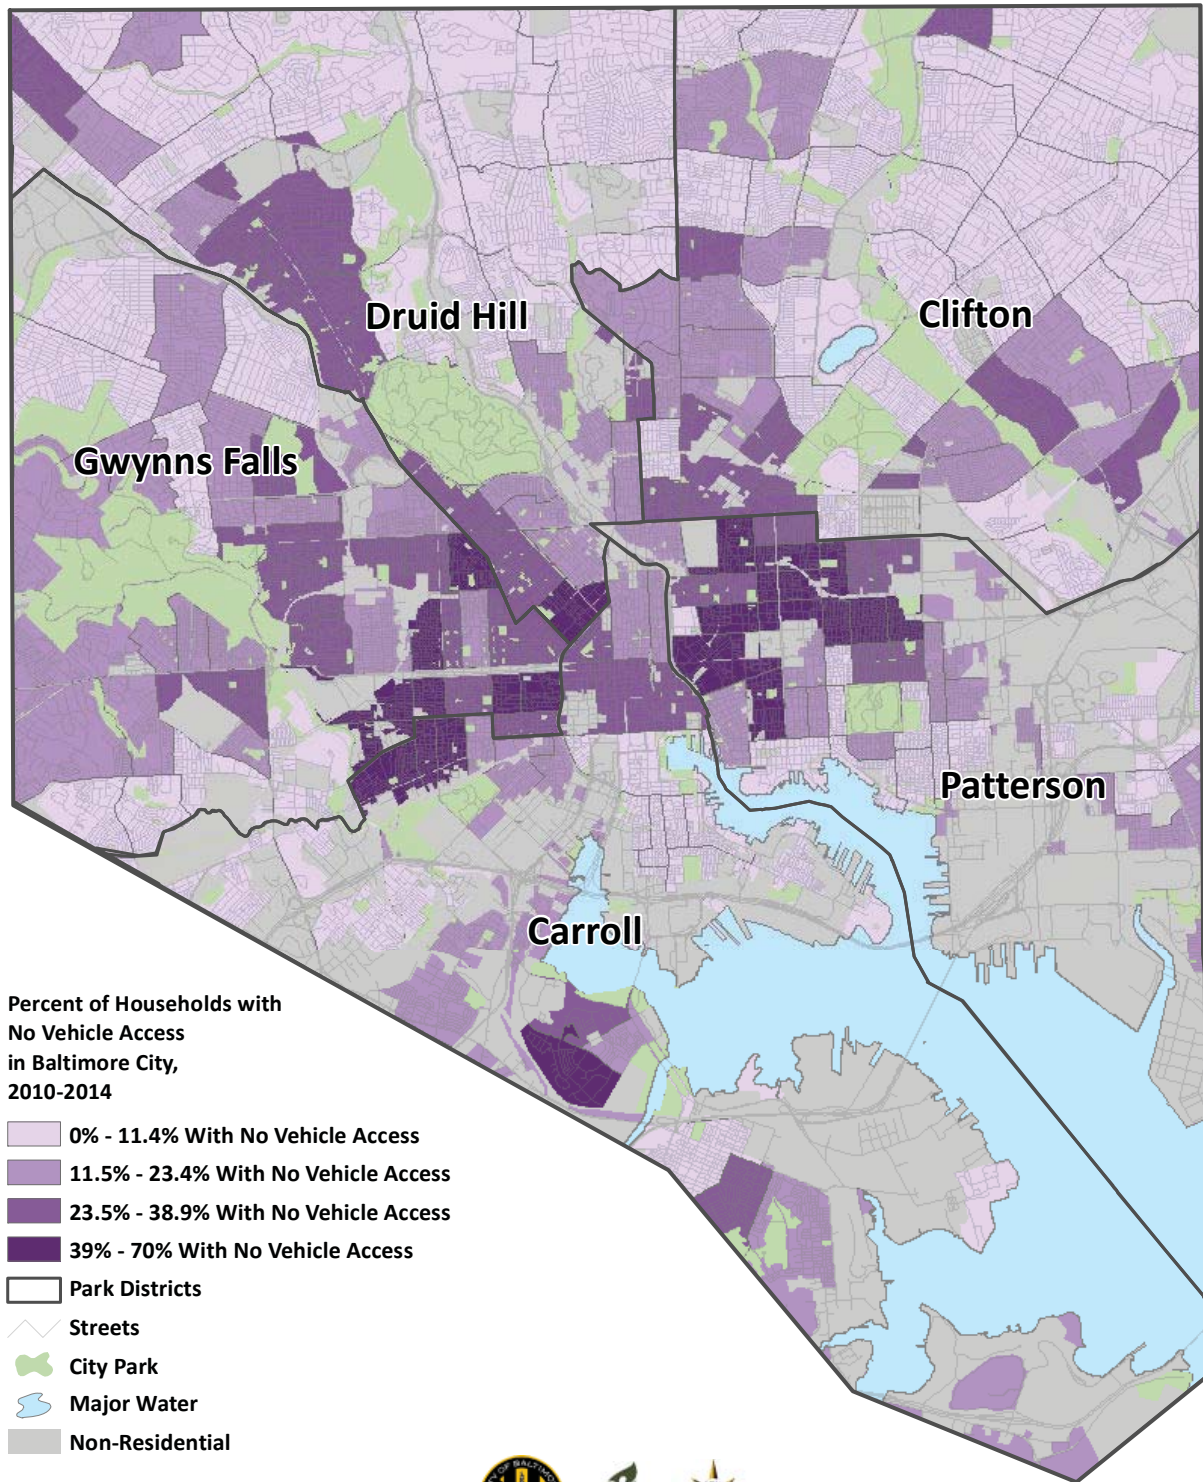 Druid Hill
Clifton
Gwynns Falls
Patterson
Carroll
Percent of Households with
No Vehicle Access
in Baltimore City,
2010-2014
0% - 11.4% With No Vehicle Access
11.5% - 23.4% With No Vehicle Access
23.5% - 38.9% With No Vehicle Access
39% - 70% With No Vehicle Access
Park Districts
Streets
City Park
Major Water
Non-Residential